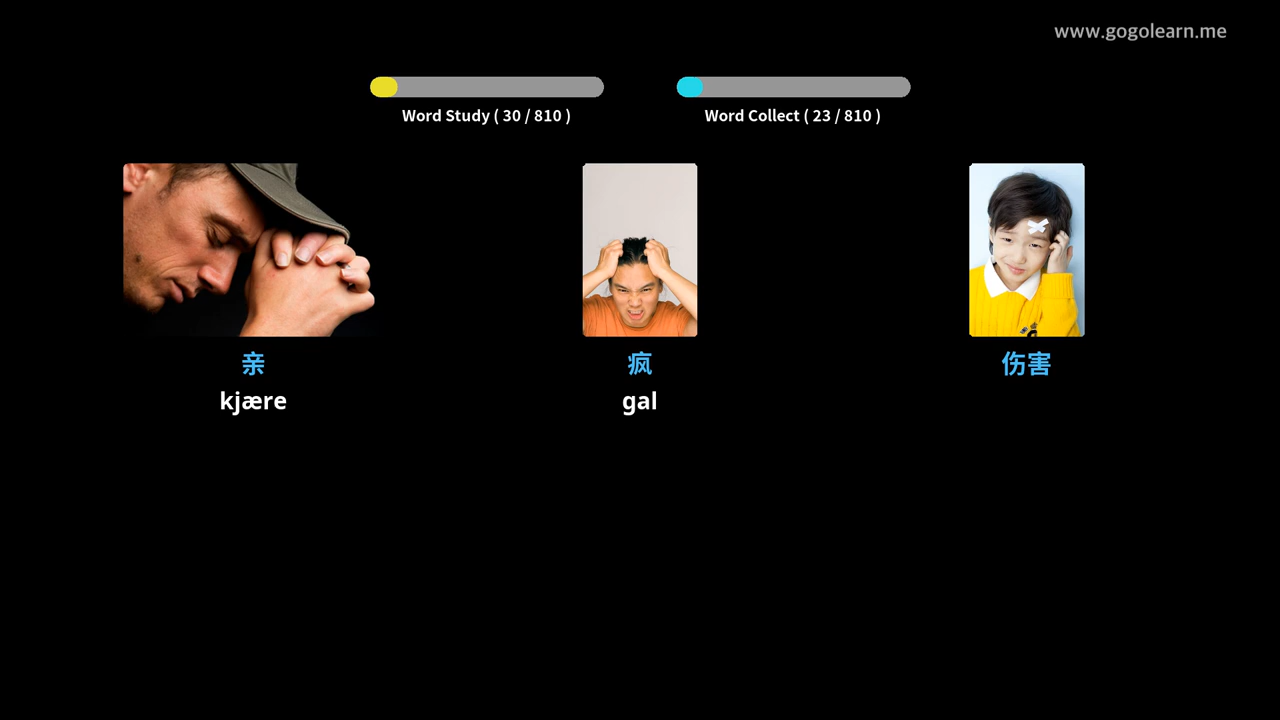 www.gogolearn.me
Word Study ( 30 / 810 )
Word Collect ( 23 / 810 )
亲
疯
伤害
kjære
gal